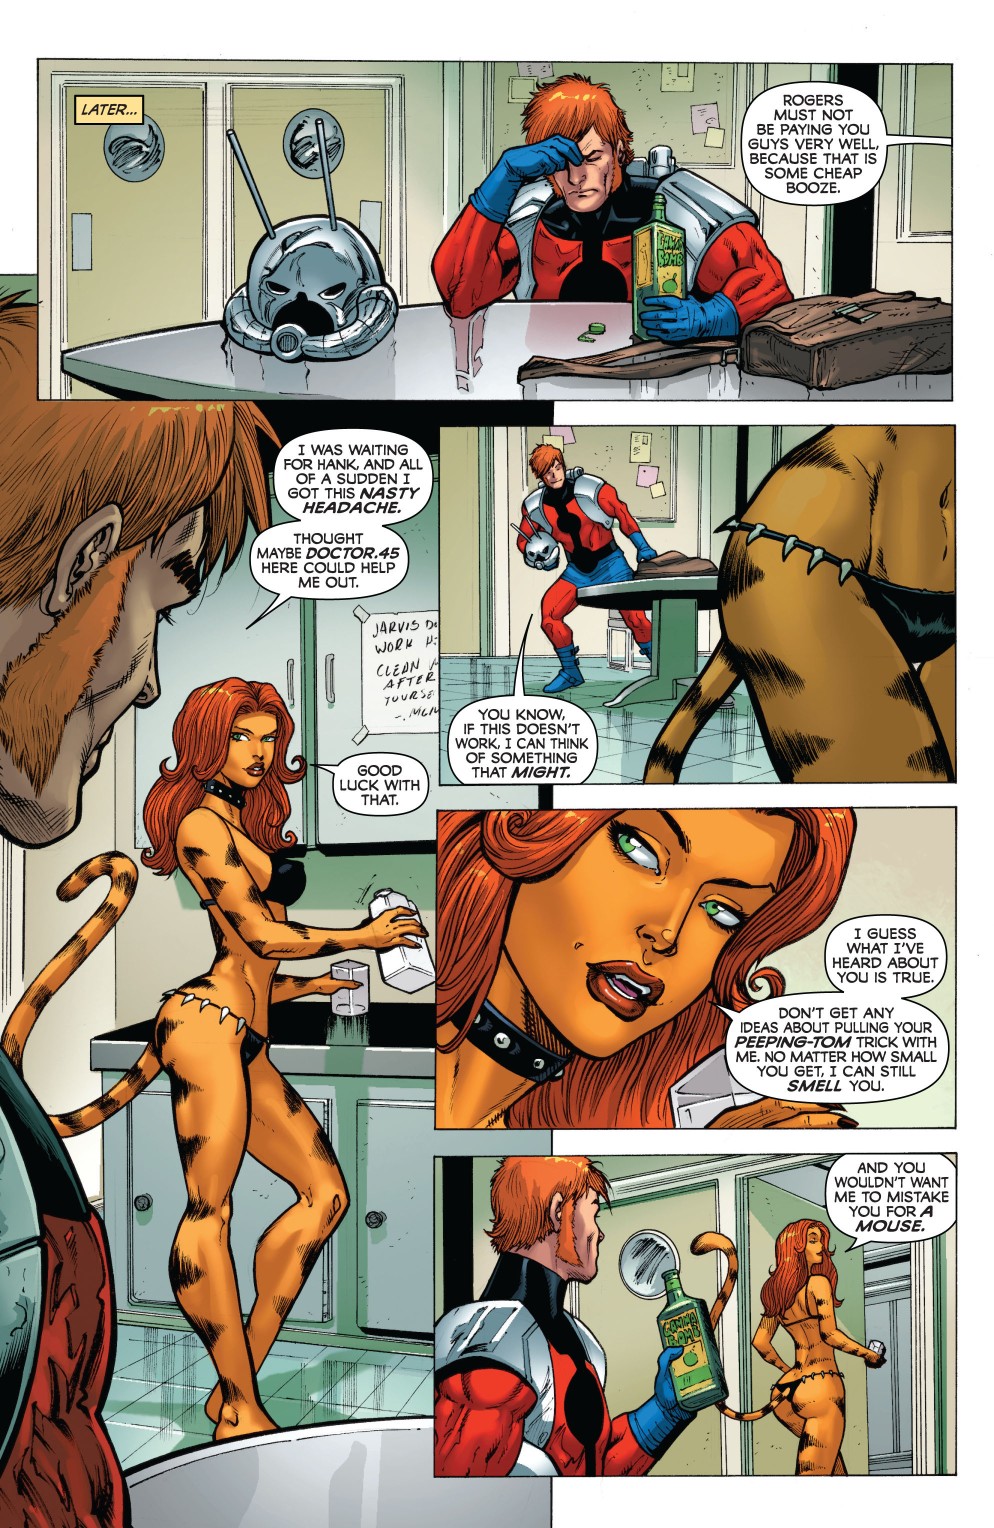 LATER...
ROGERS
MUST NOT
BE PAYING YOU
GUYS VERY WELL,
BECAUSE THAT IS
SOME CHEAP
BOOZE.
BOMB
I WAS WAITING
FOR HANK, AND ALL
OF A SUDDEN I
GOT THIS NASTY
HEADACHE.
THOUGHT
MAYBE DOCTOR.45
HERE COULD HELP
ME OUT.
JARVIS
WORK
CLEAN
AFTER
GOOD
LUCK WITH
THAT.
YOU KNOW,
IF THIS DOESN'T
WORK, I CAN THINK
OF SOMETHING
THAT MIGHT.
I GUESS
WHAT I'VE
HEARD ABOUT
YOU IS TRUE.
DON'T GET ANY
IDEAS ABOUT PULLING YOUR
PEEPING-TOM TRICK WITH
ME. NO MATTER HOW SMALL
YOU GET, I CAN STILL
SMELL YOU.
AND YOU
WOULDN'T WANT
ME TO MISTAKE
YOU FOR A
MOUSE.
GAMMA
BOMB